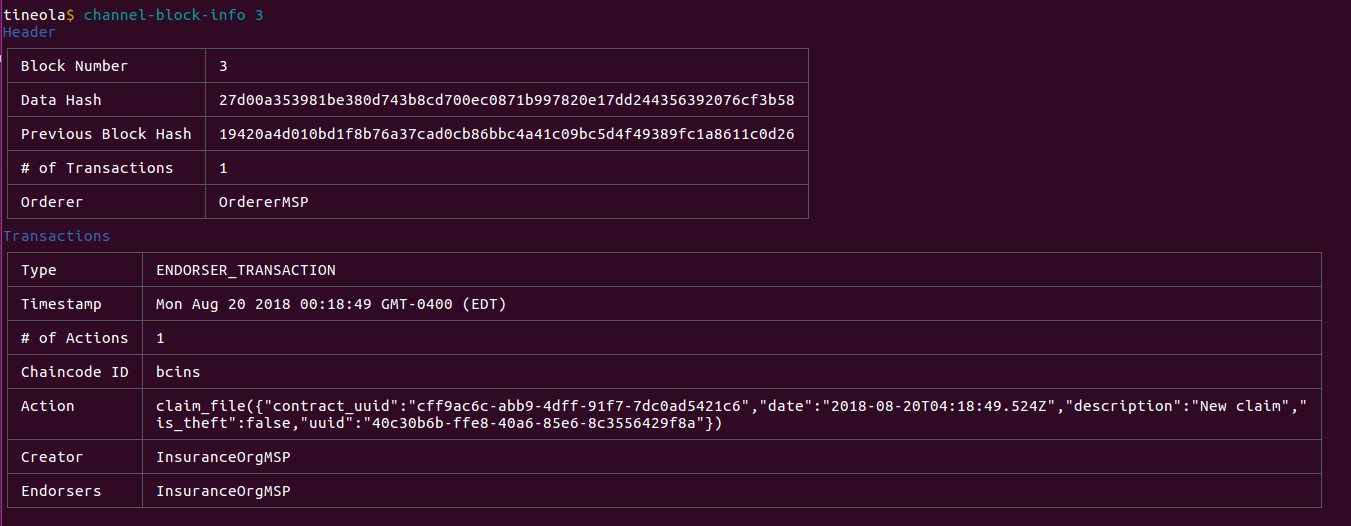 tineola$ channel-block-info 3
Header
Block Number 3
Data Hash 27d00a353981be380d743b8cd700ec0871b997820e17dd244356392076cf3b58
Previous Block Hash 19420a4d010bd1f8b76a37cad0cb86bbc4a41c09bc5d4f49389fc1a8611c0d26
# of Transactions 1
Orderer OrdererMSP
Transactions
Type ENDORSER_TRANSACTION
Timestamp Mon Aug 20 2018 00:18:49 GMT-0400 (EDT)
# of Actions 1
Chaincode ID bcins
Action claim_file({"contract_uuid":"cff9ac6c-abb9-4dff-91f7-7dc0ad5421c6","date":"2018-08-20T04:18:49.524Z","description":"New claim","
is_theft":false,"uuid":"40c30b6b-ffe8-40a6-85e6-8c3556429f8a"})
Creator InsuranceOrgMSP
Endorsers InsuranceOrgMSP